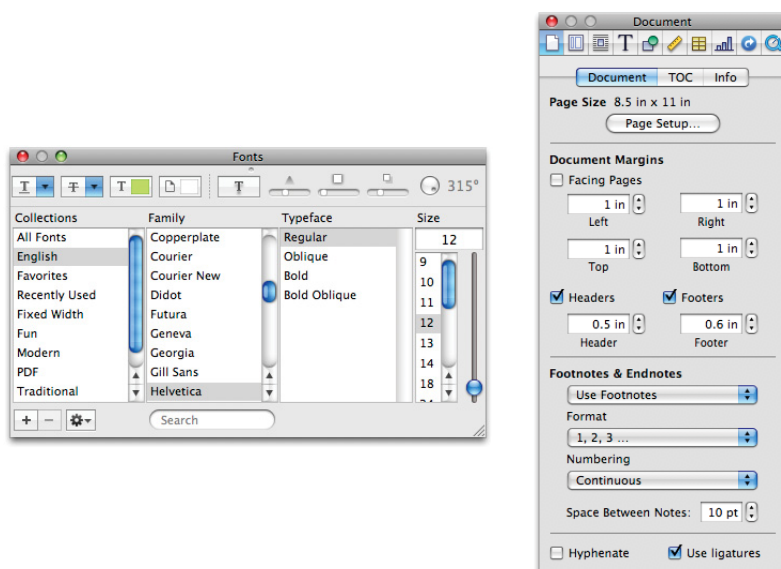 Fonts
T
T
T
T
315°
Collections
Family
Typeface
Size
All Fonts
English
Favorites
Recently Used
Fixed Width
Fun
Modern
PDF
Traditional
Copperplate
Courier
Courier New
Didot
Futura
Geneva
Georgia
Gill Sans
Helvetica
Regular
Oblique
Bold
Bold Oblique
12
9
10
11
12
13
14
18
Search
Document
T
Document TOC Info
Page Size 8.5 in x 11 in
Page Setup...
Document Margins
Facing Pages
1 in 1 in
Left Right
1 in 1 in
Top Bottom
Headers Footers
0.5 in 0.6 in
Header Footer
Footnotes & Endnotes
Use Footnotes
Format
1, 2, 3 ...
Numbering
Continuous
Space Between Notes: 10 pt
Hyphenate Use ligatures